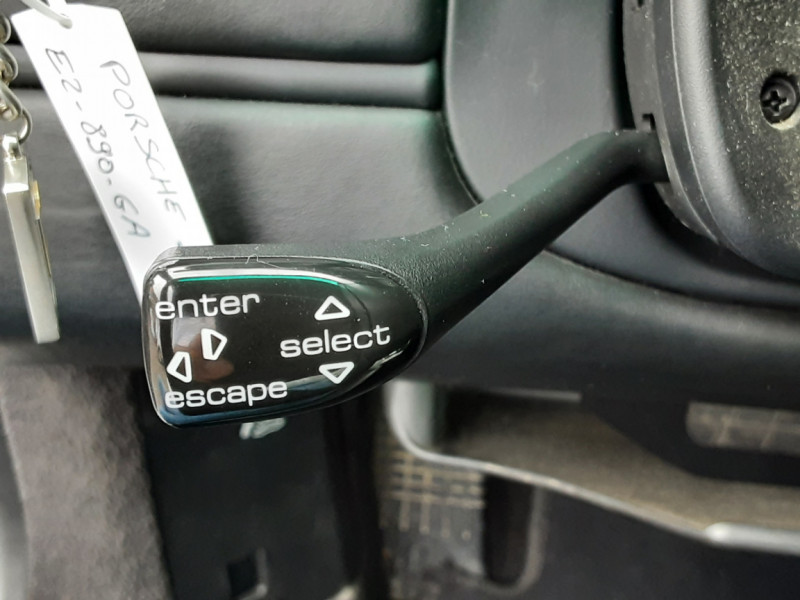 PORSCHE
E2-890-GA
enter
select
escape